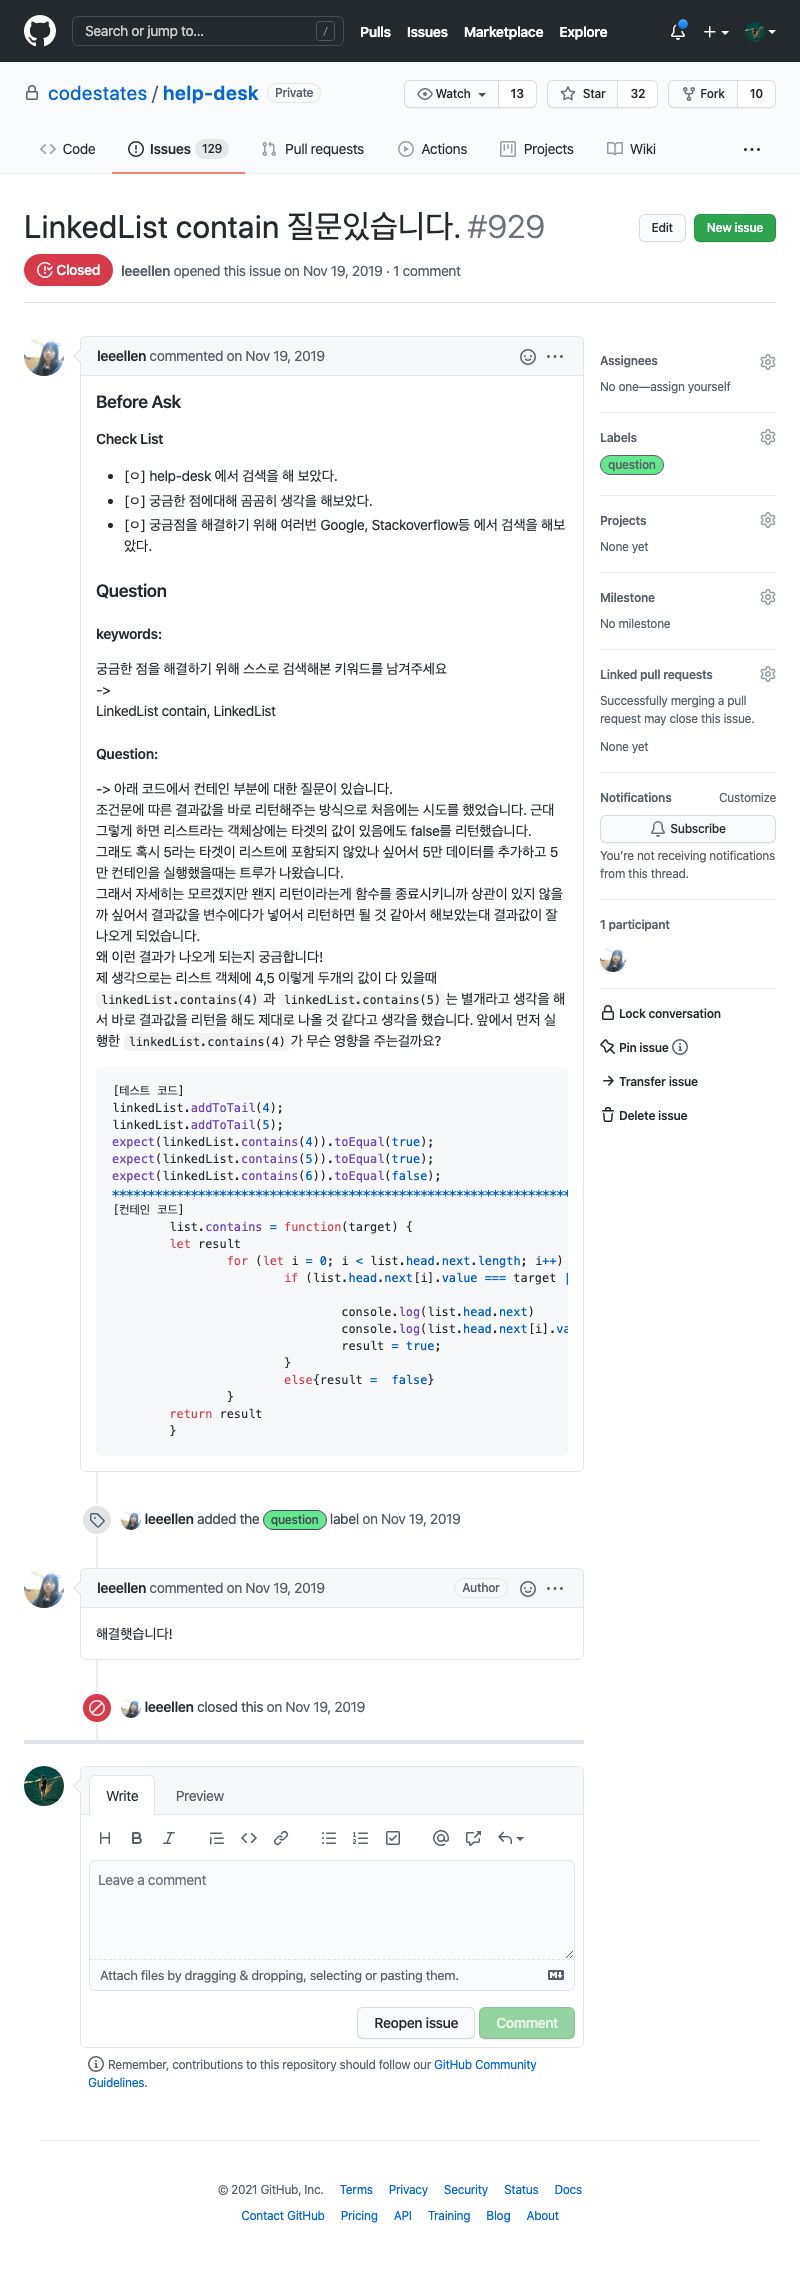 Search or jump to... /
Pulls Issues Marketplace Explore
codestates / help-desk Private
Watch 13 Star 32 Fork 10
Code Issues 129 Pull requests Actions Projects Wiki
LinkedList contain 질문있습니다. #929
Edit New issue
Closed leeellen opened this issue on Nov 19, 2019 · 1 comment
leeellen commented on Nov 19, 2019
Before Ask
Check List
• [ㅇ] help-desk 에서 검색을 해 보았다.
• [ㅇ] 궁금한 점에대해 곰곰히 생각을 해보았다.
• [ㅇ] 궁금점을 해결하기 위해 여러번 Google, Stackoverflow등 에서 검색을 해보
았다.
Question
keywords:
궁금한 점을 해결하기 위해 스스로 검색해본 키워드를 남겨주세요
->
LinkedList contain, LinkedList
Question:
-> 아래 코드에서 컨테인 부분에 대한 질문이 있습니다.
조건문에 따른 결과값을 바로 리턴해주는 방식으로 처음에는 시도를 했었습니다. 근대
그렇게 하면 리스트라는 객체상에는 타겟의 값이 있음에도 false를 리턴했습니다.
그래도 혹시 5라는 타겟이 리스트에 포함되지 않았나 싶어서 5만 데이터를 추가하고 5
만 컨테인을 실행했을때는 트루가 나왔습니다.
그래서 자세히는 모르겠지만 왠지 리턴이라는게 함수를 종료시키니까 상관이 있지 않을
까 싶어서 결과값을 변수에다가 넣어서 리턴하면 될 것 같아서 해보았는대 결과값이 잘
나오게 되었습니다.
왜 이런 결과가 나오게 되는지 궁금합니다!
제 생각으로는 리스트 객체에 4,5 이렇게 두개의 값이 다 있을때
linkedList.contains(4) 과 linkedList.contains(5) 는 별개라고 생각을 해
서 바로 결과값을 리턴을 해도 제대로 나올 것 같다고 생각을 했습니다. 앞에서 먼저 실
행한 linkedList.contains(4) 가 무슨 영향을 주는걸까요?
[테스트 코드]
linkedList.addToTail(4);
linkedList.addToTail(5);
expect(linkedList.contains(4)).toEqual(true);
expect(linkedList.contains(5)).toEqual(true);
expect(linkedList.contains(6)).toEqual(false);
****************************************************************
[컨테인 코드]
list.contains = function(target) {
let result
for (let i = 0; i < list.head.next.length; i++)
if (list.head.next[i].value === target |
console.log(list.head.next)
console.log(list.head.next[i].va
result = true;
}
else{result = false}
}
return result
}
leeellen added the question label on Nov 19, 2019
leeellen commented on Nov 19, 2019 Author
해결햇습니다!
leeellen closed this on Nov 19, 2019
Write Preview
Leave a comment
Attach files by dragging & dropping, selecting or pasting them.
Reopen issue Comment
Remember, contributions to this repository should follow our GitHub Community
Guidelines.
Assignees
No one—assign yourself
Labels
question
Projects
None yet
Milestone
No milestone
Linked pull requests
Successfully merging a pull
request may close this issue.
None yet
Notifications Customize
Subscribe
You're not receiving notifications
from this thread.
1 participant
Lock conversation
Pin issue
Transfer issue
Delete issue
© 2021 GitHub, Inc. Terms Privacy Security Status Docs
Contact GitHub Pricing API Training Blog About